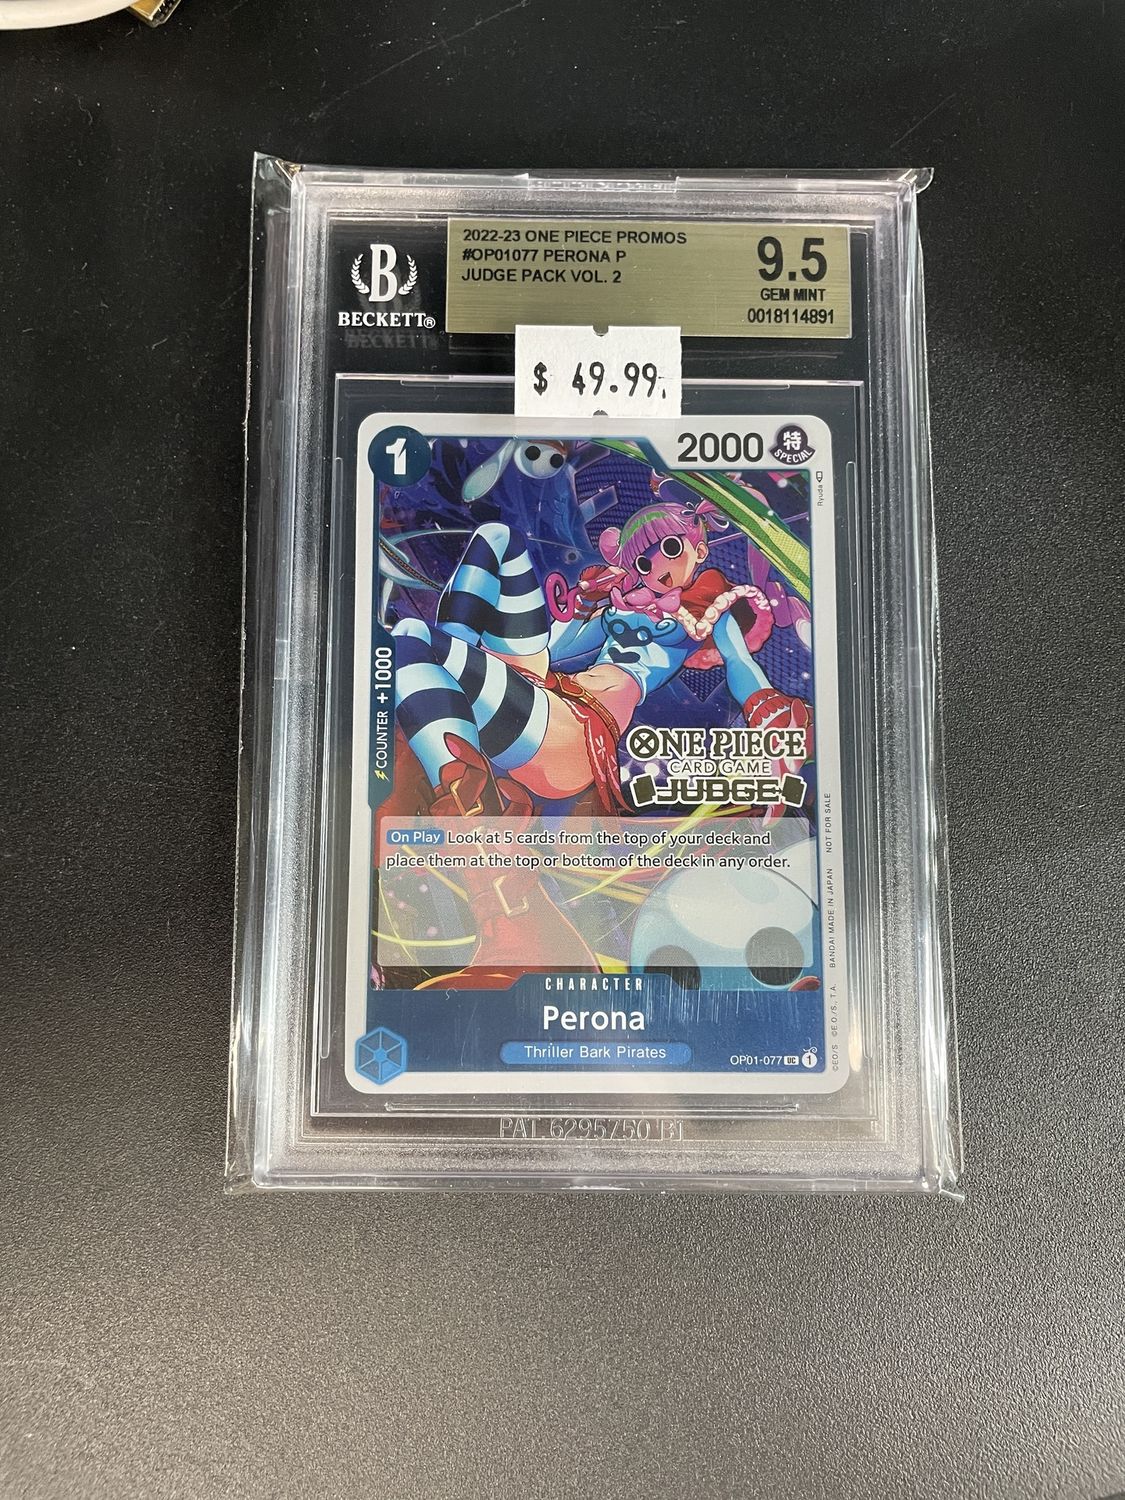 2022-23 ONE PIECE PROMOS
#OP01077 PERONA P
JUDGE PACK VOL. 2
9.5
GEM MINT
0018114891
B
BECKETT®
$ 49.99
1
2000
特
SPECIAL
Ryuda
COUNTER +1000
ONE PIECE
CARD GAME
JUDGE
On Play Look at 5 cards from the top of your deck and
place them at the top or bottom of the deck in any order.
CHARACTER
Perona
Thriller Bark Pirates
OP01-077 UC 1
©EO/S ©E.O./S., T.A. BANDAI MADE IN JAPAN NOT FOR SALE
PAT. 6295750 B1